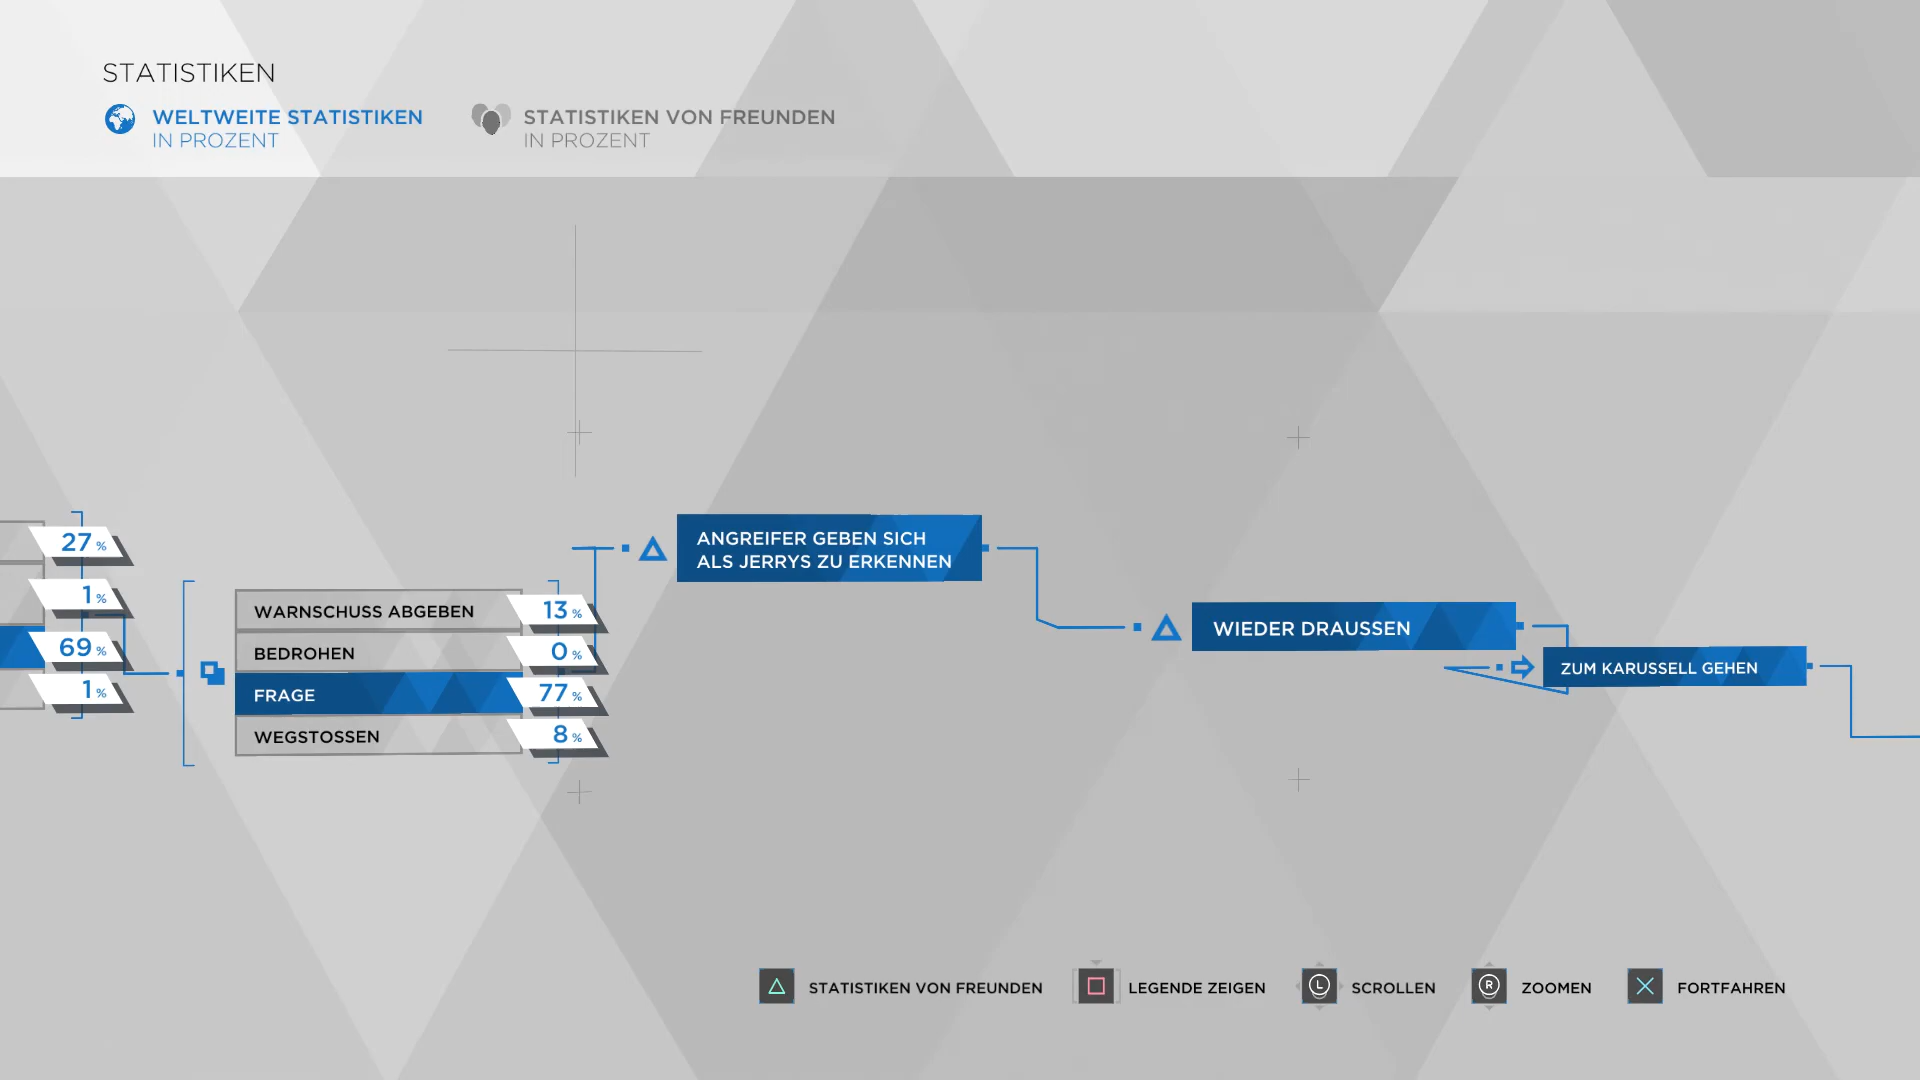 STATISTIKEN
WELTWEITE STATISTIKEN
IN PROZENT
STATISTIKEN VON FREUNDEN
IN PROZENT
27 %
1 %
69 %
1 %
WARNSCHUSS ABGEBEN 13 %
BEDROHEN 0 %
FRAGE 77 %
WEGSTOSSEN 8 %
ANGREIFER GEBEN SICH
ALS JERRYS ZU ERKENNEN
WIEDER DRAUSSEN
ZUM KARUSSELL GEHEN
STATISTIKEN VON FREUNDEN
LEGENDE ZEIGEN
L SCROLLEN
R ZOOMEN
FORTFAHREN